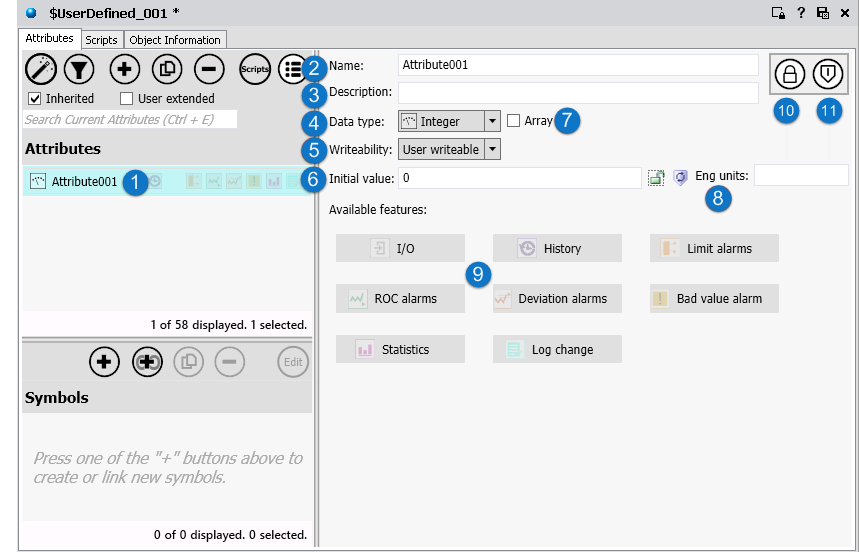 $UserDefined_001 *
?
Attributes Scripts Object Information
Scripts
Inherited User extended
Search Current Attributes (Ctrl + E)
Attributes
Attribute001 1
1 of 58 displayed. 1 selected.
Edit
Symbols
Press one of the "+" buttons above to
create or link new symbols.
0 of 0 displayed. 0 selected.
2 Name: Attribute001
3 Description:
4 Data type: Integer Array 7
5 Writeability: User writeable
6 Initial value: 0 Eng units:
8
10 11
Available features:
I/O History Limit alarms
9
ROC alarms Deviation alarms Bad value alarm
Statistics Log change